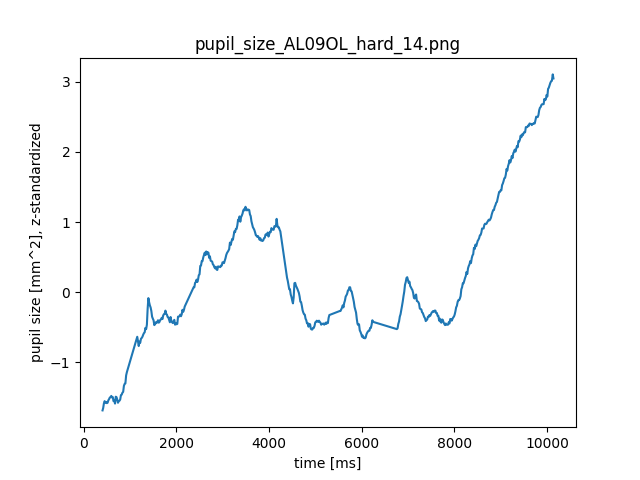 pupil_size_AL09OL_hard_14.png
3
2
1
0
−1
pupil size [mm^2], z-standardized
0 2000 4000 6000 8000 10000
time [ms]